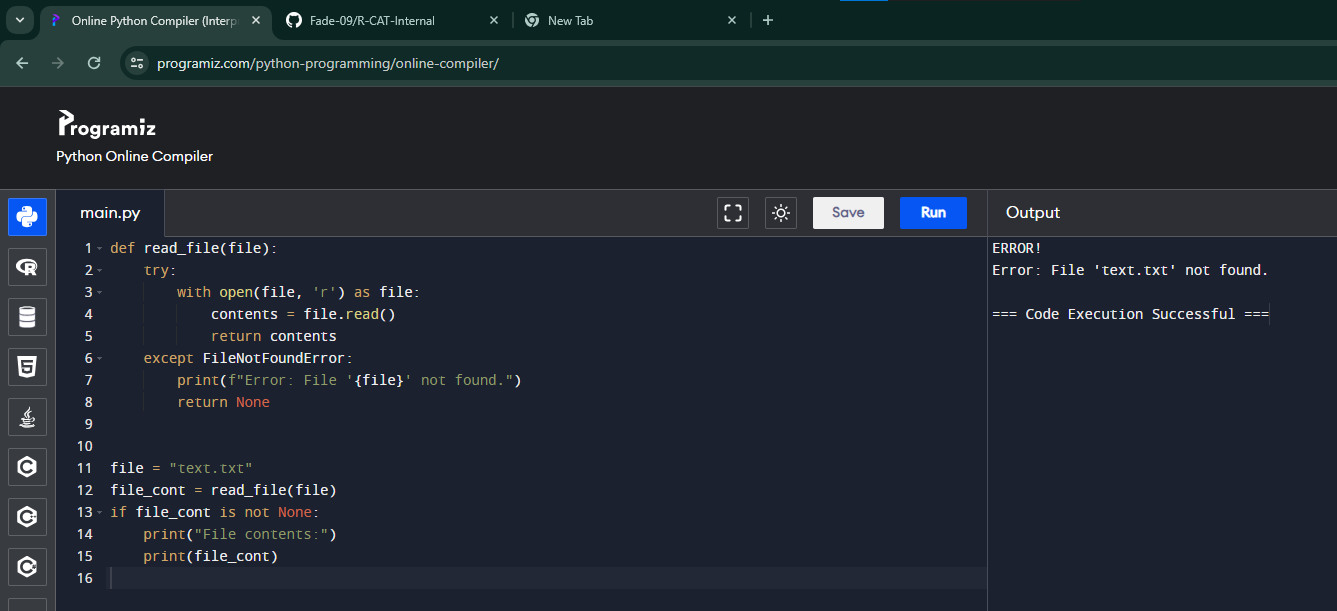 Online Python Compiler (Interp
Fade-09/R-CAT-Internal
New Tab
programiz.com/python-programming/online-compiler/
Programiz
Python Online Compiler
main.py
Save
Run
Output
1 def read_file(file):
2     try:
3         with open(file, 'r') as file:
4             contents = file.read()
5             return contents
6     except FileNotFoundError:
7         print(f"Error: File '{file}' not found.")
8         return None
9
10
11 file = "text.txt"
12 file_cont = read_file(file)
13 if file_cont is not None:
14     print("File contents:")
15     print(file_cont)
16
ERROR!
Error: File 'text.txt' not found.
=== Code Execution Successful ===